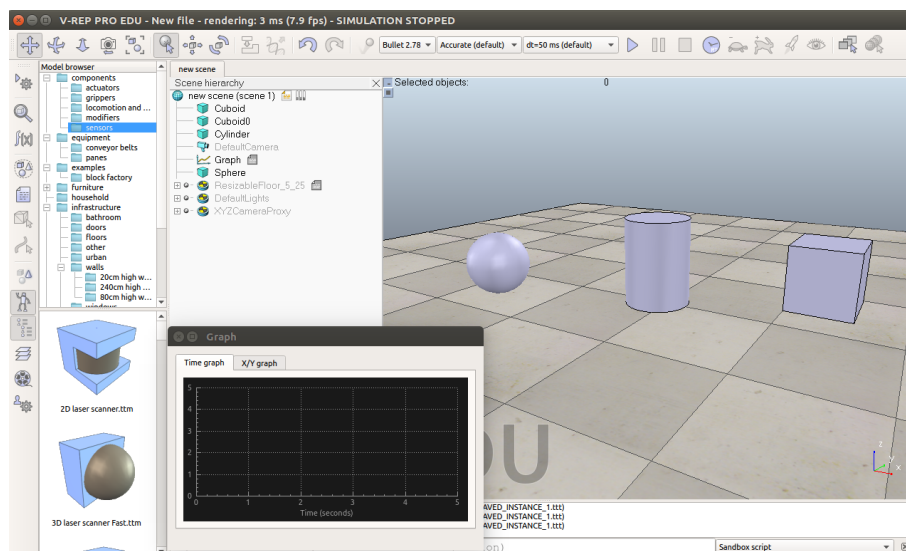 V-REP PRO EDU - New file - rendering: 3 ms (7.9 fps) - SIMULATION STOPPED
Bullet 2.78 Accurate (default) dt=50 ms (default)
Model browser
components
actuators
grippers
locomotion and ...
modifiers
sensors
equipment
conveyor belts
panes
examples
block factory
furniture
household
infrastructure
bathroom
doors
floors
other
urban
walls
20cm high w...
240cm high ...
80cm high w...
windows
2D laser scanner.ttm
3D laser scanner Fast.ttm
new scene
Scene hierarchy
new scene (scene 1)
Cuboid
Cuboid0
Cylinder
DefaultCamera
Graph
Sphere
ResizableFloor_5_25
DefaultLights
XYZCameraProxy
Selected objects: 0
Graph
Time graph X/Y graph
5
4
3
2
1
0
0 1 2 3 4 5
Time (seconds)
DU
z
y
x
AVED_INSTANCE_1.ttt)
AVED_INSTANCE_1.ttt)
AVED_INSTANCE_1.ttt)
on)
Sandbox script
f(x)